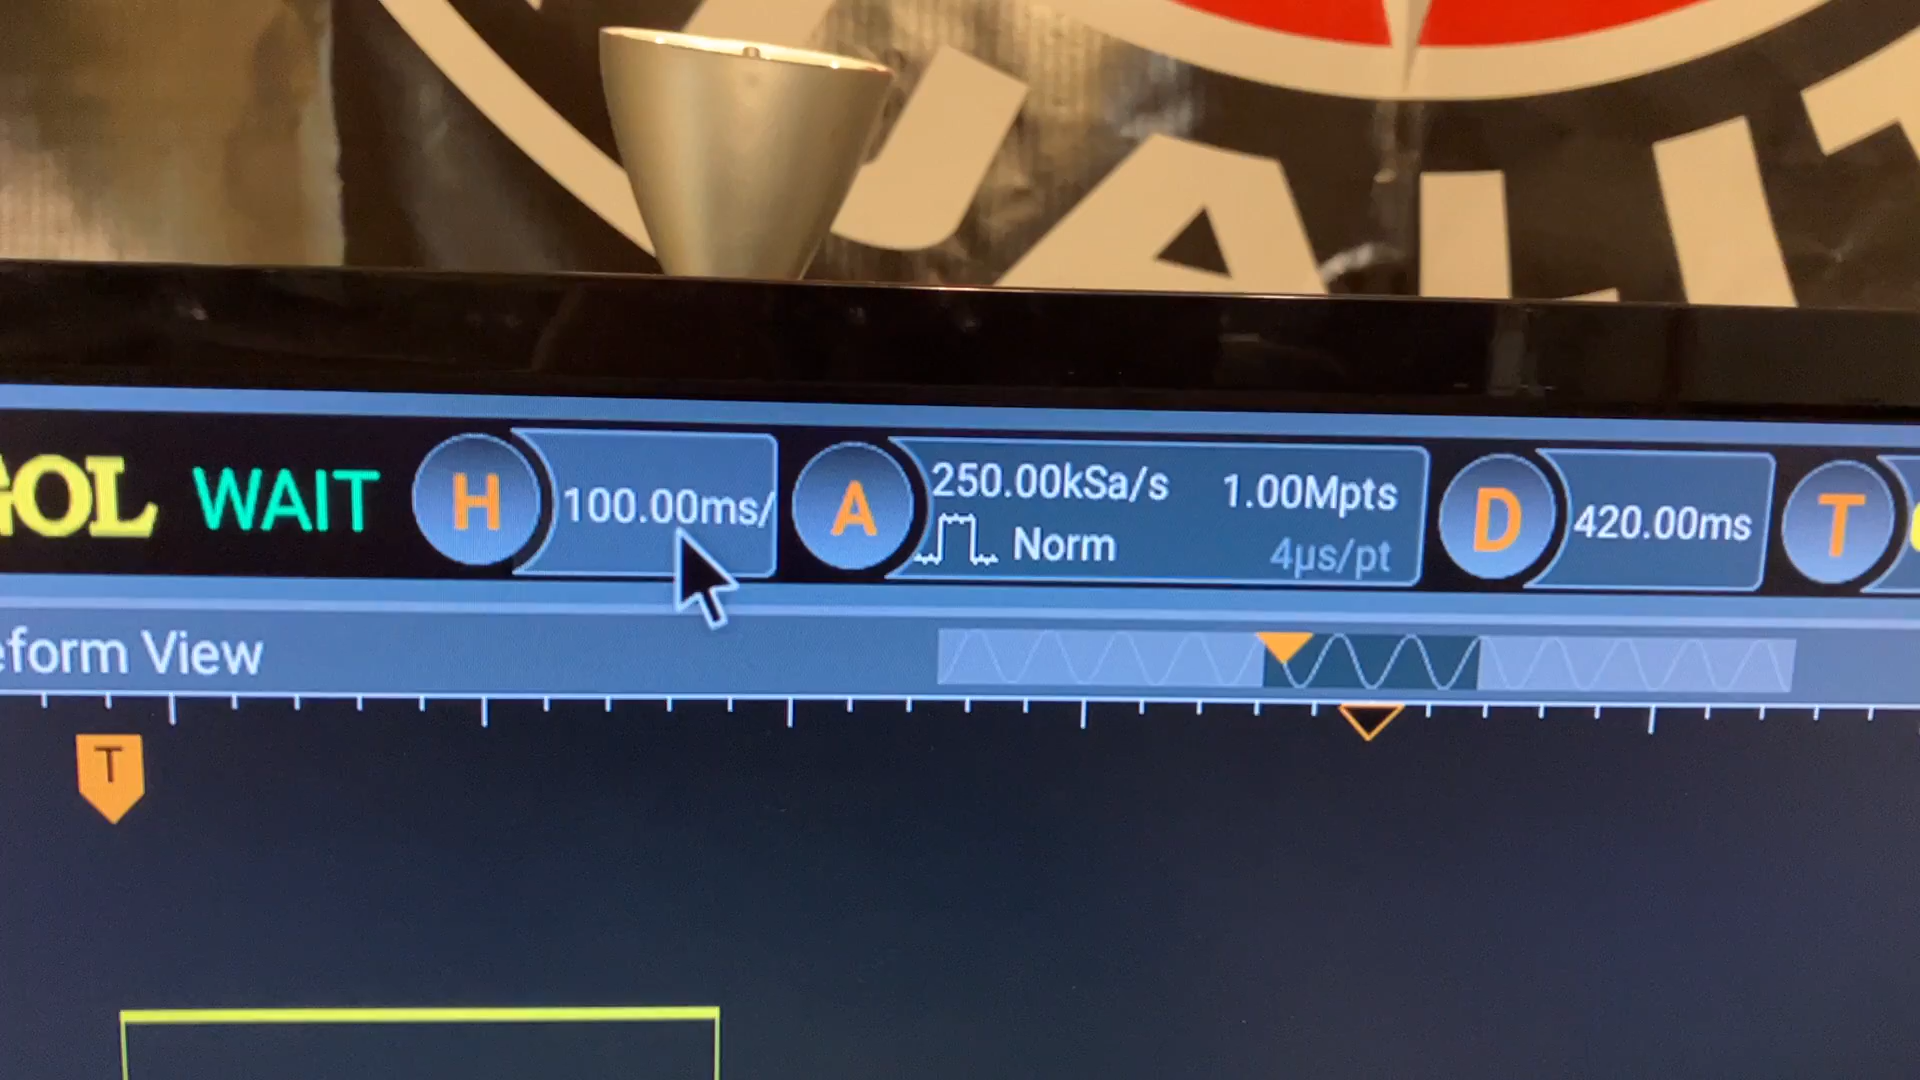 GOL WAIT H 100.00ms/ A 250.00kSa/s 1.00Mpts D 420.00ms T
Norm 4µs/pt
eform View
T